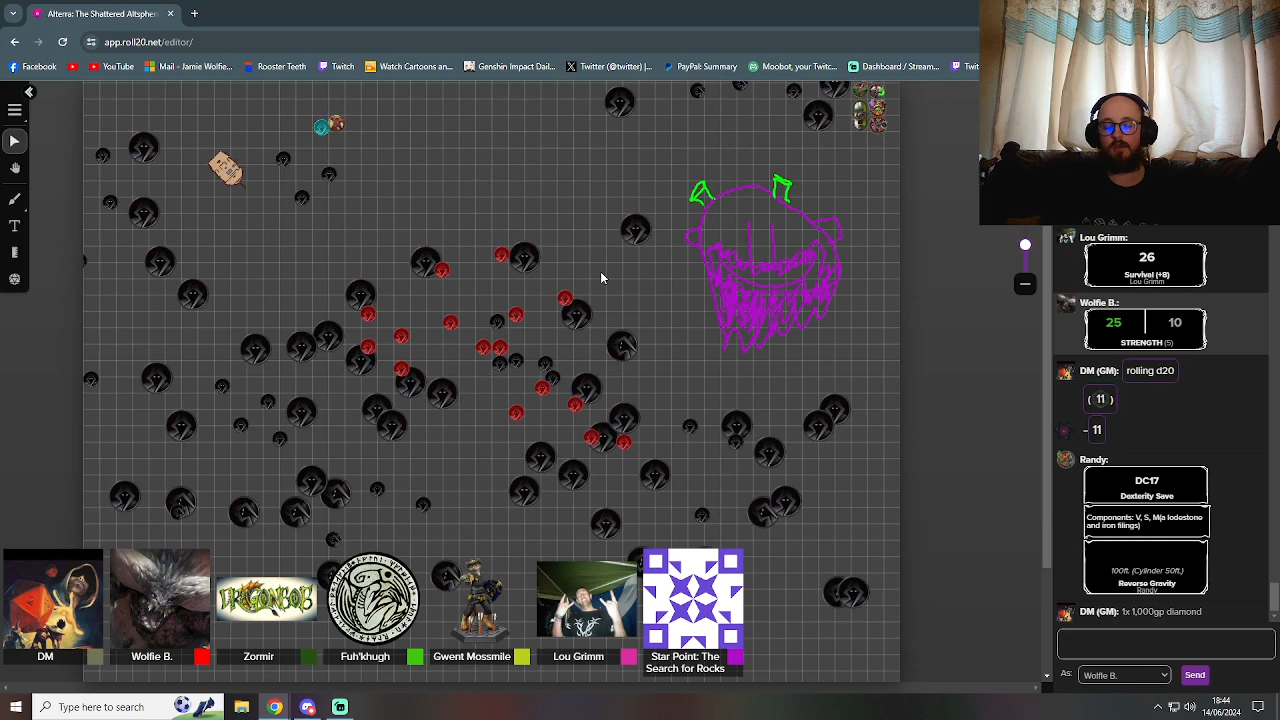 Alterra: The Shattered Altsphere
app.roll20.net/editor/
Facebook
YouTube
Mail - Jamie Wolfie...
Rooster Teeth
Twitch
Watch Cartoons an...
Genshin Impact Dail...
Twitter (@twitter) |...
PayPal Summary
Moobot, your Twitc...
Dashboard / Stream...
Twit
Lou Grimm:
26
Survival (+8)
Lou Grimm
Wolfie B.:
25 10
STRENGTH (5)
DM (GM): rolling d20
( 11 )
= 11
Randy:
DC17
Dexterity Save
Components: V, S, M(a lodestone
and iron filings)
100ft. (Cylinder 50ft.)
Reverse Gravity
Randy
DM (GM): 1x 1,000gp diamond
As: Wolfie B. Send
DM
Wolfie B.
Zormir
Fuh'khugh
Gwent Mossmile
Lou Grimm
Star Point: The
Search for Rocks
Type here to search
18:44
14/06/2024